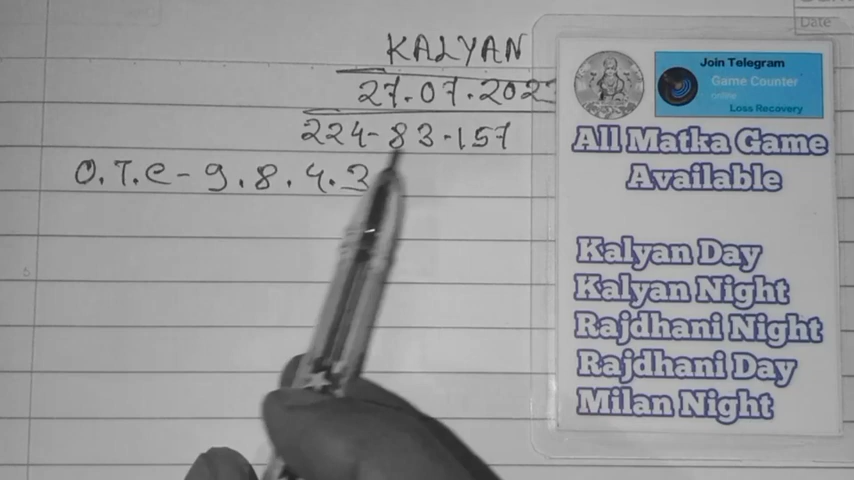 KALYAN
27.07.202
224-83-157
O.T.C- 9.8.4.3
Date
Join Telegram
Game Counter
online
Loss Recovery
All Matka Game
Available
Kalyan Day
Kalyan Night
Rajdhani Night
Rajdhani Day
Milan Night